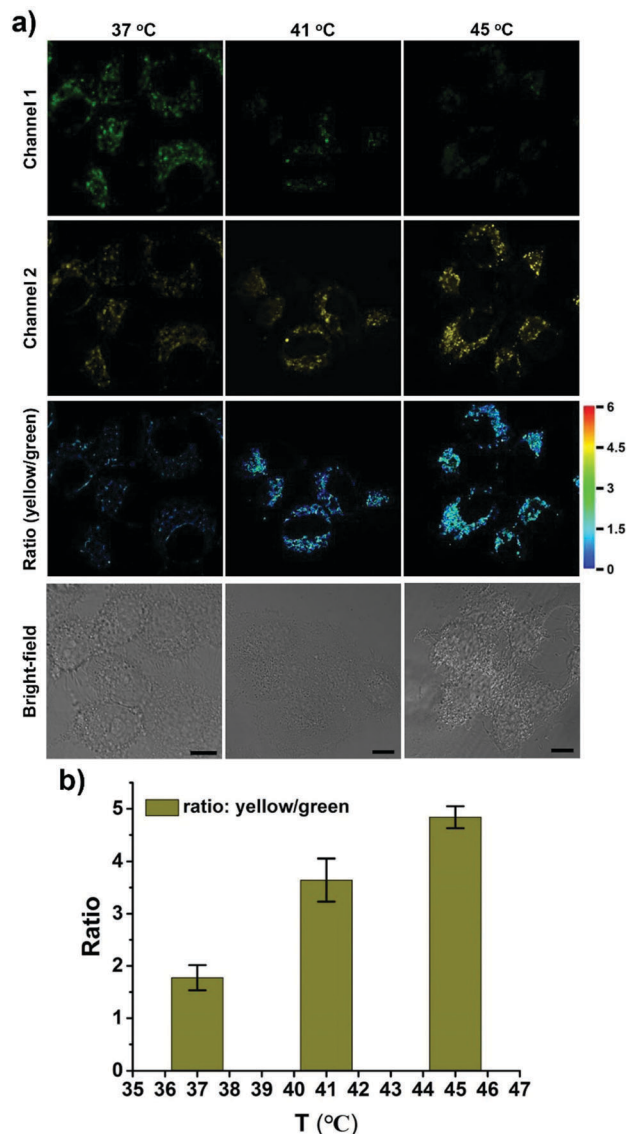 a)
37 °C 41 °C 45 °C
Channel 1
Channel 2
Ratio (yellow/green)
6
4.5
3
1.5
0
Bright-field
b)
ratio: yellow/green
Ratio
5
4
3
2
1
0
35 36 37 38 39 40 41 42 43 44 45 46 47
T (°C)